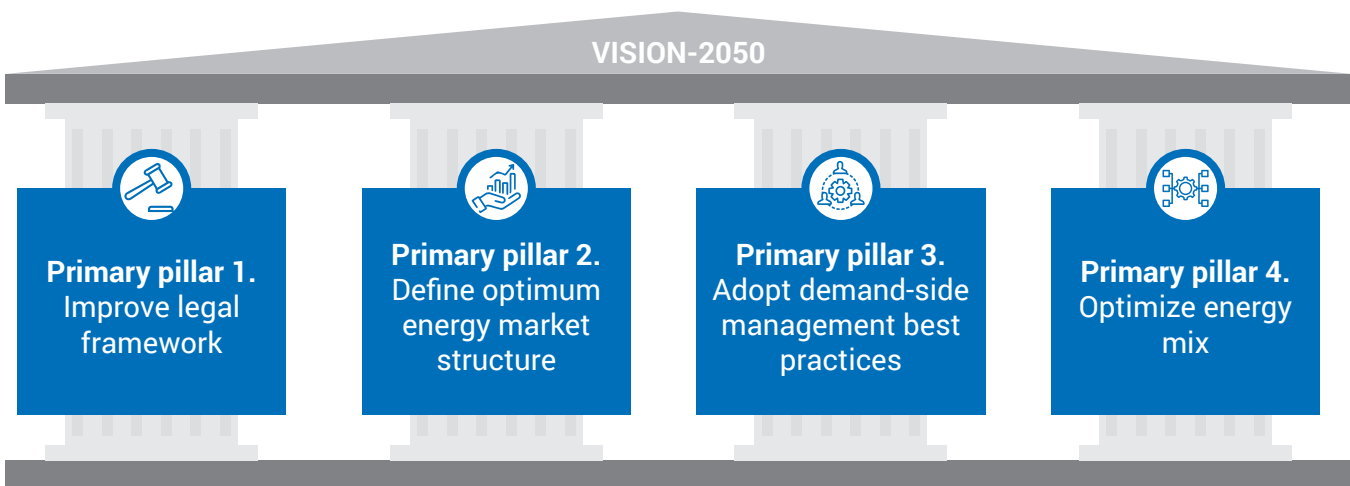 VISION-2050
Primary pillar 1.
Improve legal
framework
Primary pillar 2.
Define optimum
energy market
structure
Primary pillar 3.
Adopt demand-side
management best
practices
Primary pillar 4.
Optimize energy
mix